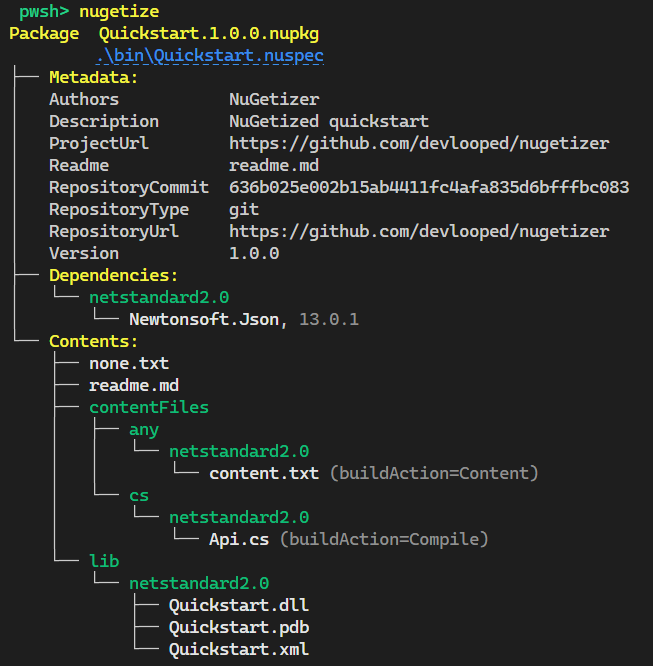 pwsh> nugetize
Package  Quickstart.1.0.0.nupkg
.\bin\Quickstart.nuspec
Metadata:
Authors           NuGetizer
Description       NuGetized quickstart
ProjectUrl        https://github.com/devlooped/nugetizer
Readme            readme.md
RepositoryCommit  636b025e002b15ab4411fc4afa835d6bfffbc083
RepositoryType    git
RepositoryUrl     https://github.com/devlooped/nugetizer
Version           1.0.0
Dependencies:
netstandard2.0
Newtonsoft.Json, 13.0.1
Contents:
none.txt
readme.md
contentFiles
any
netstandard2.0
content.txt (buildAction=Content)
cs
netstandard2.0
Api.cs (buildAction=Compile)
lib
netstandard2.0
Quickstart.dll
Quickstart.pdb
Quickstart.xml